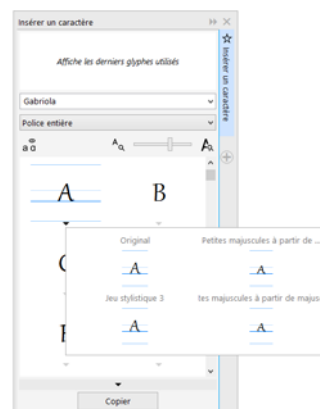 Insérer un caractère
Insérer un caractère
Affiche les derniers glyphes utilisés
Gabriola
Police entière
a
A
A
A
B
Original
Petites majuscules à partir de ...
A
A
Jeu stylistique 3
tes majuscules à partir de majus
A
A
Copier